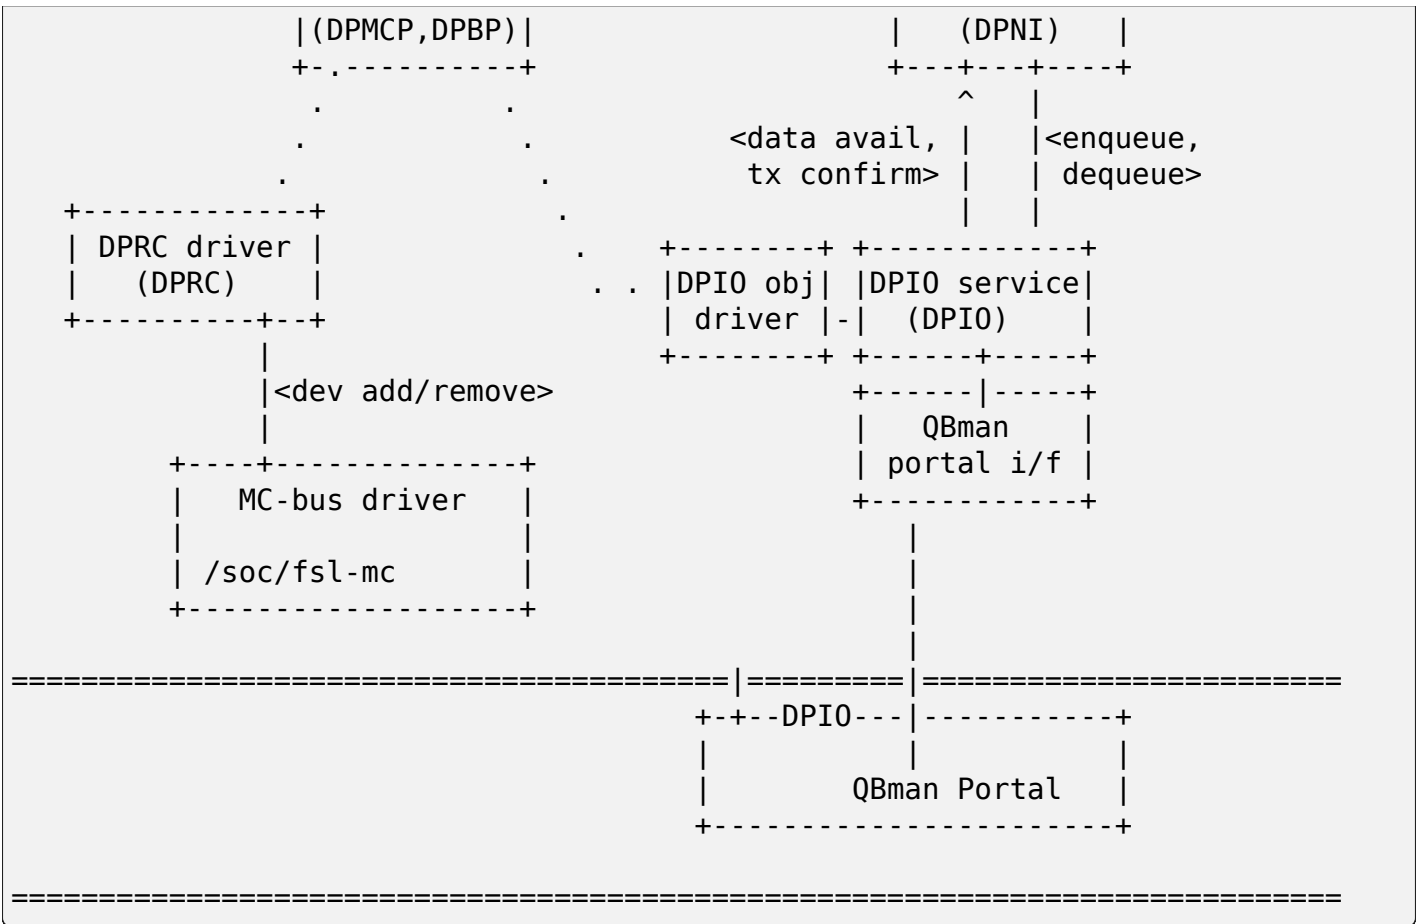 |(DPMCP,DPBP)|                    |   (DPNI)   |
                +-.----------+                    +---+---+----+
                 .          .                         ^   |
                .            .           <data avail, |   |<enqueue,
               .              .           tx confirm> |   | dequeue>
   +-------------+             .                      |   |
   | DPRC driver |              .    +--------+ +------------+
   |   (DPRC)    |               . . |DPIO obj| |DPIO service|
   +----------+--+                   | driver |-|  (DPIO)    |
              |                      +--------+ +------+-----+
              |<dev add/remove>                 +------|-----+
              |                                 |   QBman    |
         +----+--------------+                  | portal i/f |
         |   MC-bus driver   |                  +------------+
         |                   |                     |
         | /soc/fsl-mc       |                     |
         +-------------------+                     |
                                                   |
=========================================|=========|========================
                                       +-+--DPIO---|-----------+
                                       |           |           |
                                       |        QBman Portal   |
                                       +-----------------------+

============================================================================